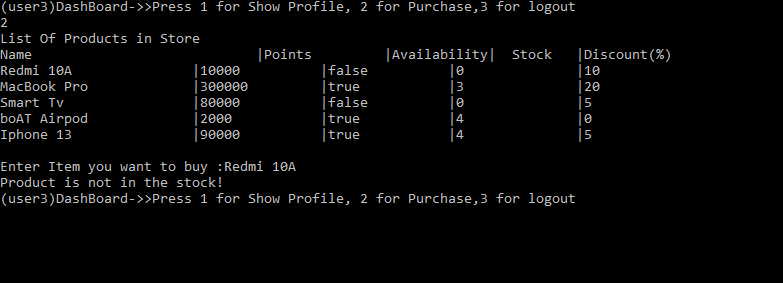 (user3)DashBoard->>Press 1 for Show Profile, 2 for Purchase,3 for logout
2
List Of Products in Store
Name                            |Points         |Availability|  Stock   |Discount(%)
Redmi 10A               |10000          |false          |0              |10
MacBook Pro             |300000         |true           |3              |20
Smart Tv                |80000          |false          |0              |5
boAT Airpod             |2000           |true           |4              |0
Iphone 13               |90000          |true           |4              |5
Enter Item you want to buy :Redmi 10A
Product is not in the stock!
(user3)DashBoard->>Press 1 for Show Profile, 2 for Purchase,3 for logout